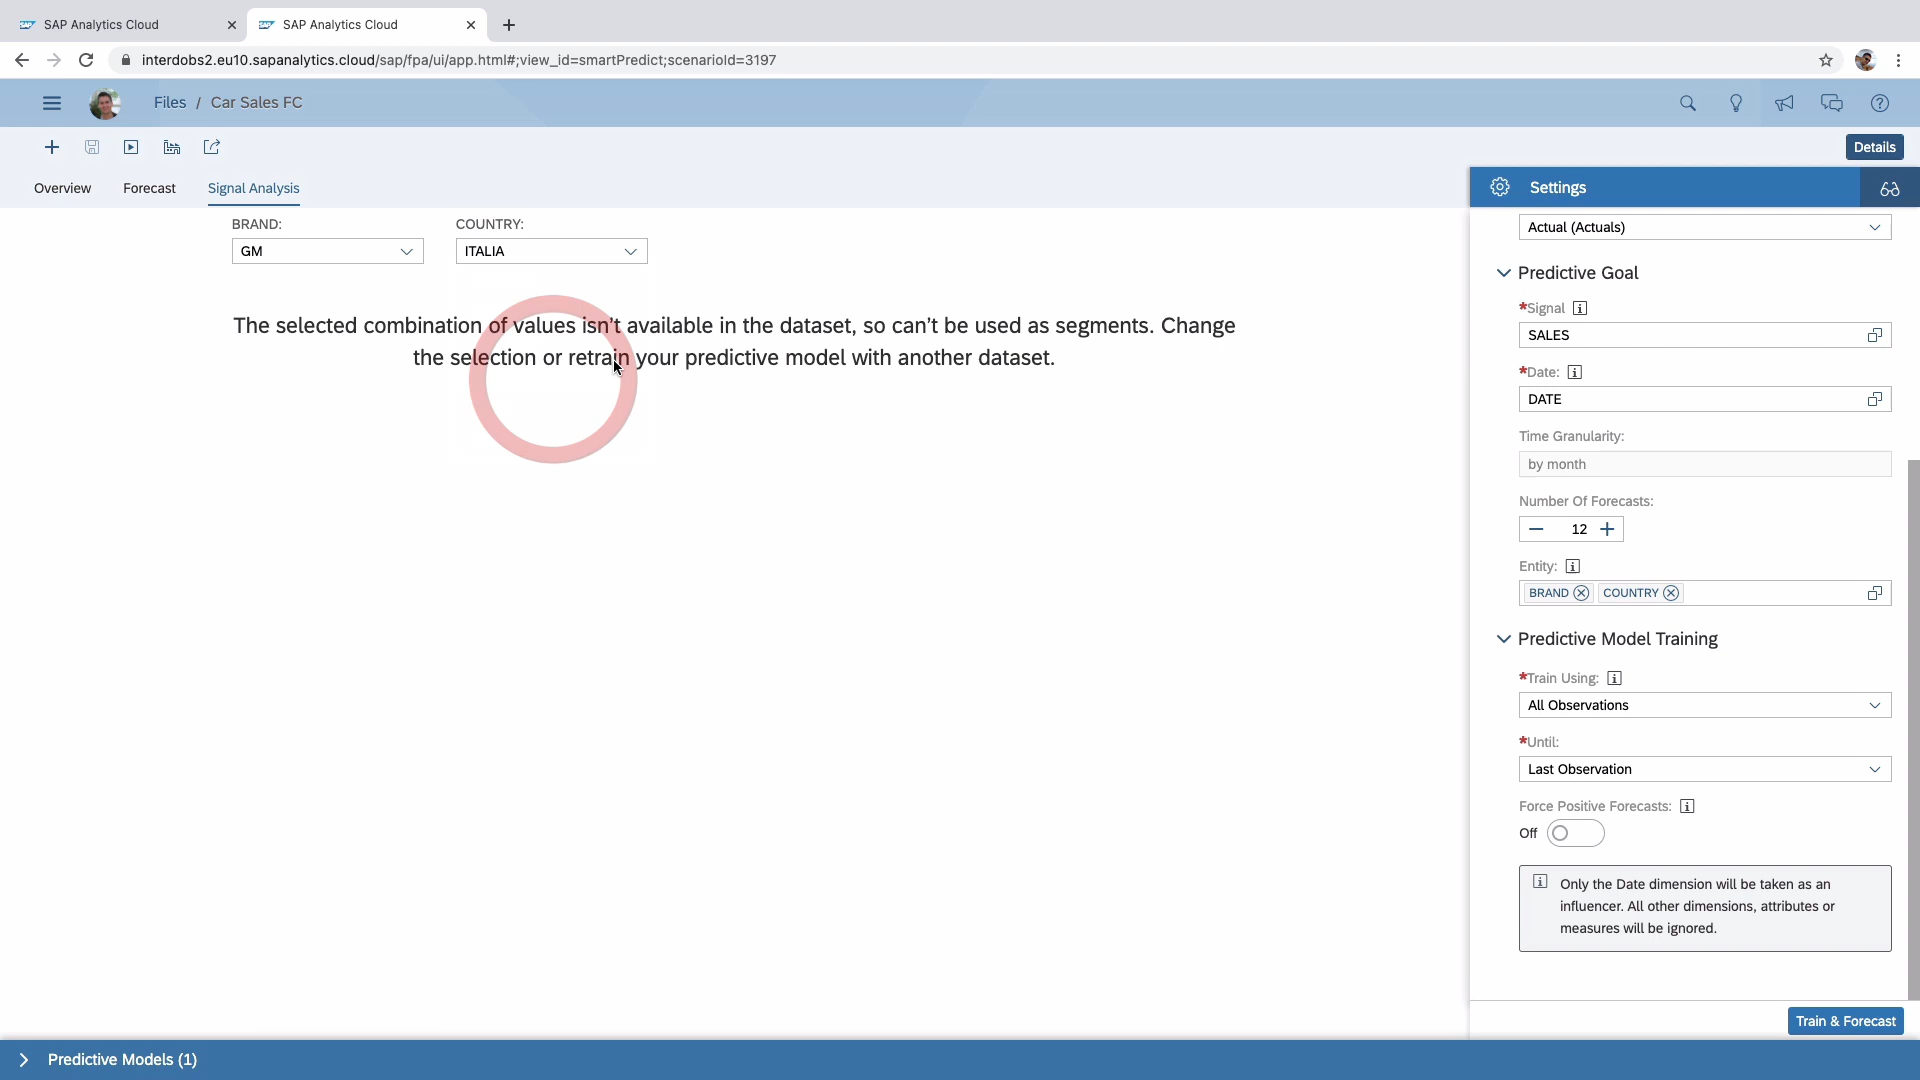 SAP Analytics Cloud
SAP Analytics Cloud
interdobs2.eu10.sapanalytics.cloud/sap/fpa/ui/app.html#;view_id=smartPredict;scenarioId=3197
Files / Car Sales FC
Details
Overview
Forecast
Signal Analysis
Settings
BRAND:
COUNTRY:
GM
ITALIA
The selected combination of values isn't available in the dataset, so can't be used as segments. Change
the selection or retrain your predictive model with another dataset.
Actual (Actuals)
Predictive Goal
*Signal
SALES
*Date:
DATE
Time Granularity:
by month
Number Of Forecasts:
12
Entity:
BRAND
COUNTRY
Predictive Model Training
*Train Using:
All Observations
*Until:
Last Observation
Force Positive Forecasts:
Off
Only the Date dimension will be taken as an
influencer. All other dimensions, attributes or
measures will be ignored.
Train & Forecast
Predictive Models (1)